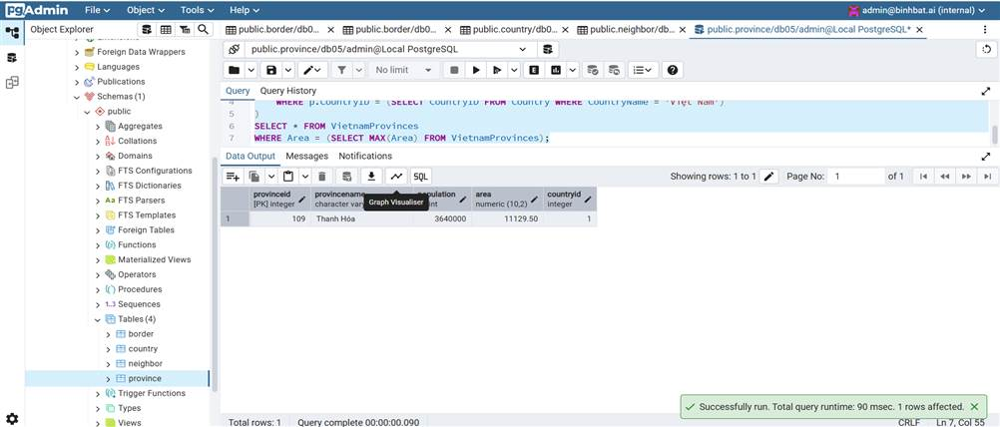 pgAdmin File Object Tools Help admin@binhbat.ai (internal)
Object Explorer public.border/db0... public.border/db0... public.country/db0... public.neighbor/db... public.province/db05/admin@Local PostgreSQL*
public.province/db05/admin@Local PostgreSQL
No limit
Query Query History
4 WHERE p.CountryID = (SELECT CountryID FROM Country WHERE CountryName = 'Việt Nam')
5 )
6 SELECT * FROM VietnamProvinces
7 WHERE Area = (SELECT MAX(Area) FROM VietnamProvinces);
Data Output Messages Notifications
SQL Showing rows: 1 to 1 Page No: 1 of 1
provinceid provincename population area countryid
[PK] integer character vary int numeric (10,2) integer
Graph Visualiser
1 109 Thanh Hóa 3640000 11129.50 1
Extensions
Foreign Data Wrappers
Languages
Publications
Schemas (1)
public
Aggregates
Collations
Domains
FTS Configurations
FTS Dictionaries
FTS Parsers
FTS Templates
Foreign Tables
Functions
Materialized Views
Operators
Procedures
1..3 Sequences
Tables (4)
border
country
neighbor
province
Trigger Functions
Types
Views
Successfully run. Total query runtime: 90 msec. 1 rows affected.
Total rows: 1 Query complete 00:00:00.090 CRLF Ln 7, Col 55